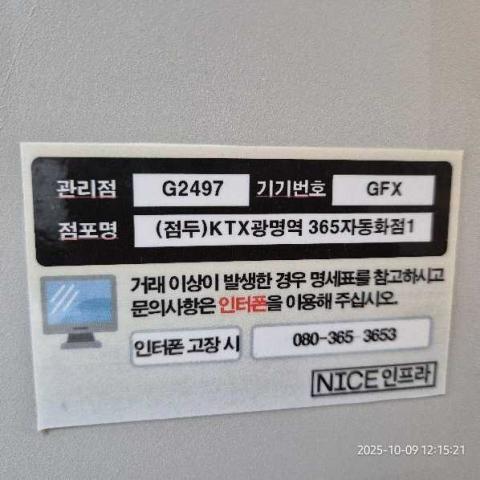 관리점 G2497 기기번호 GFX
점포명 (점두)KTX광명역 365자동화점1
거래 이상이 발생한 경우 명세표를 참고하시고
문의사항은 인터폰을 이용해 주십시오.
인터폰 고장 시 080-365-3653
NICE인프라
2025-10-09 12:15:21